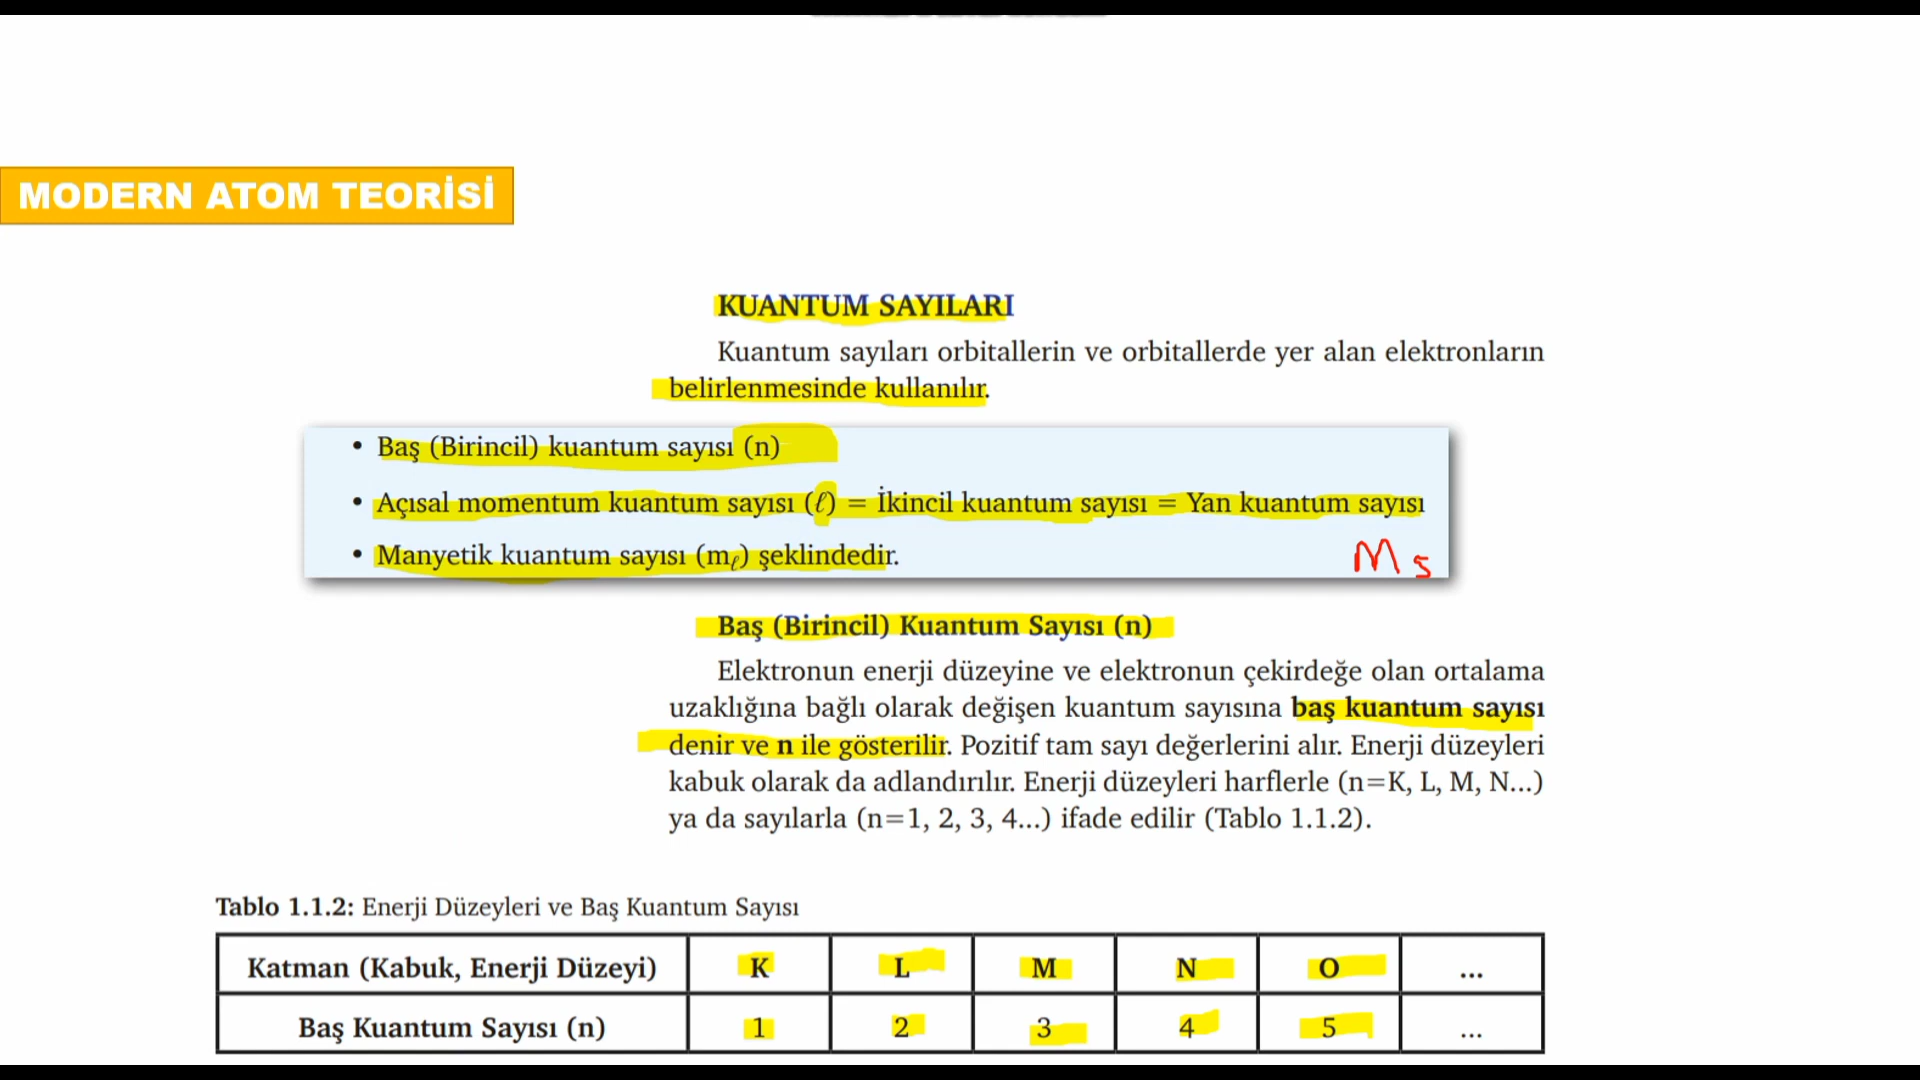 MODERN ATOM TEORİSİ
KUANTUM SAYILARI
Kuantum sayıları orbitallerin ve orbitallerde yer alan elektronların
belirlenmesinde kullanılır.
• Baş (Birincil) kuantum sayısı (n)
• Açısal momentum kuantum sayısı (ℓ) = İkincil kuantum sayısı = Yan kuantum sayısı
• Manyetik kuantum sayısı (mℓ) şeklindedir.
Ms
Baş (Birincil) Kuantum Sayısı (n)
Elektronun enerji düzeyine ve elektronun çekirdeğe olan ortalama
uzaklığına bağlı olarak değişen kuantum sayısına baş kuantum sayısı
denir ve n ile gösterilir. Pozitif tam sayı değerlerini alır. Enerji düzeyleri
kabuk olarak da adlandırılır. Enerji düzeyleri harflerle (n=K, L, M, N...)
ya da sayılarla (n=1, 2, 3, 4...) ifade edilir (Tablo 1.1.2).
Tablo 1.1.2: Enerji Düzeyleri ve Baş Kuantum Sayısı
Katman (Kabuk, Enerji Düzeyi) K L M N O ...
Baş Kuantum Sayısı (n) 1 2 3 4 5 ...